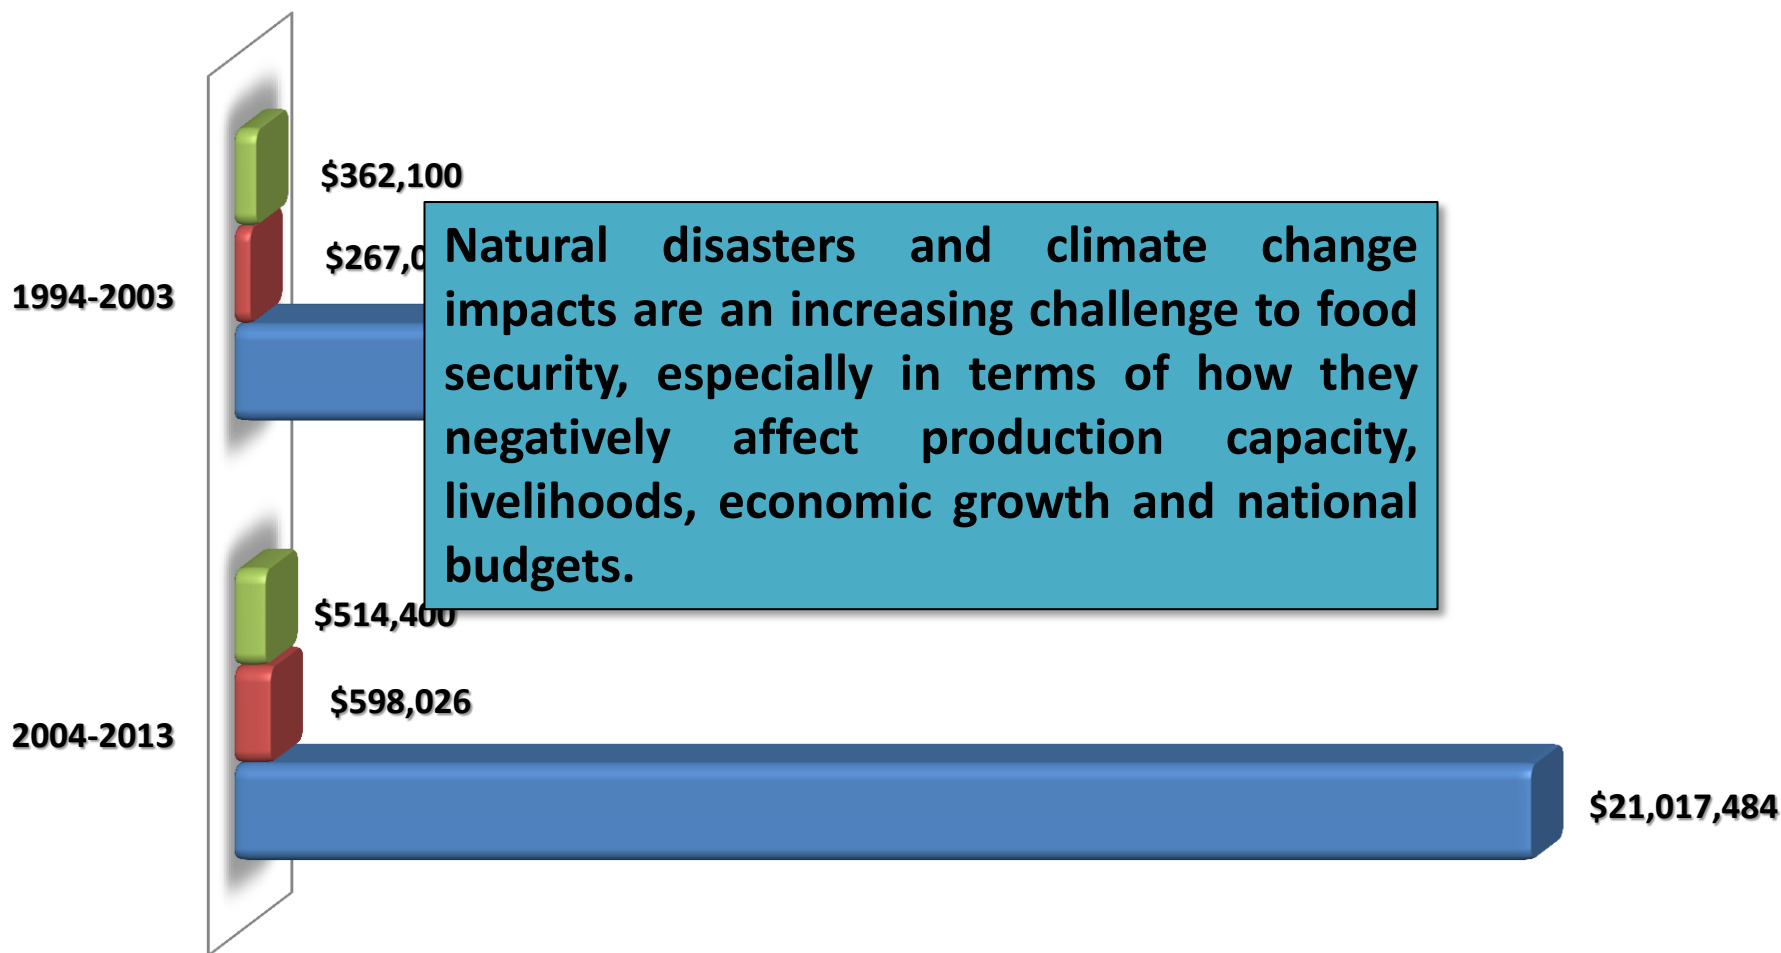 $362,100
1994-2003
Natural disasters and climate change
impacts are an increasing challenge to food
security, especially in terms of how they
negatively affect production capacity,
livelihoods, economic growth and national
budgets.
$514,400
$598,026
2004-2013
$21,017,484